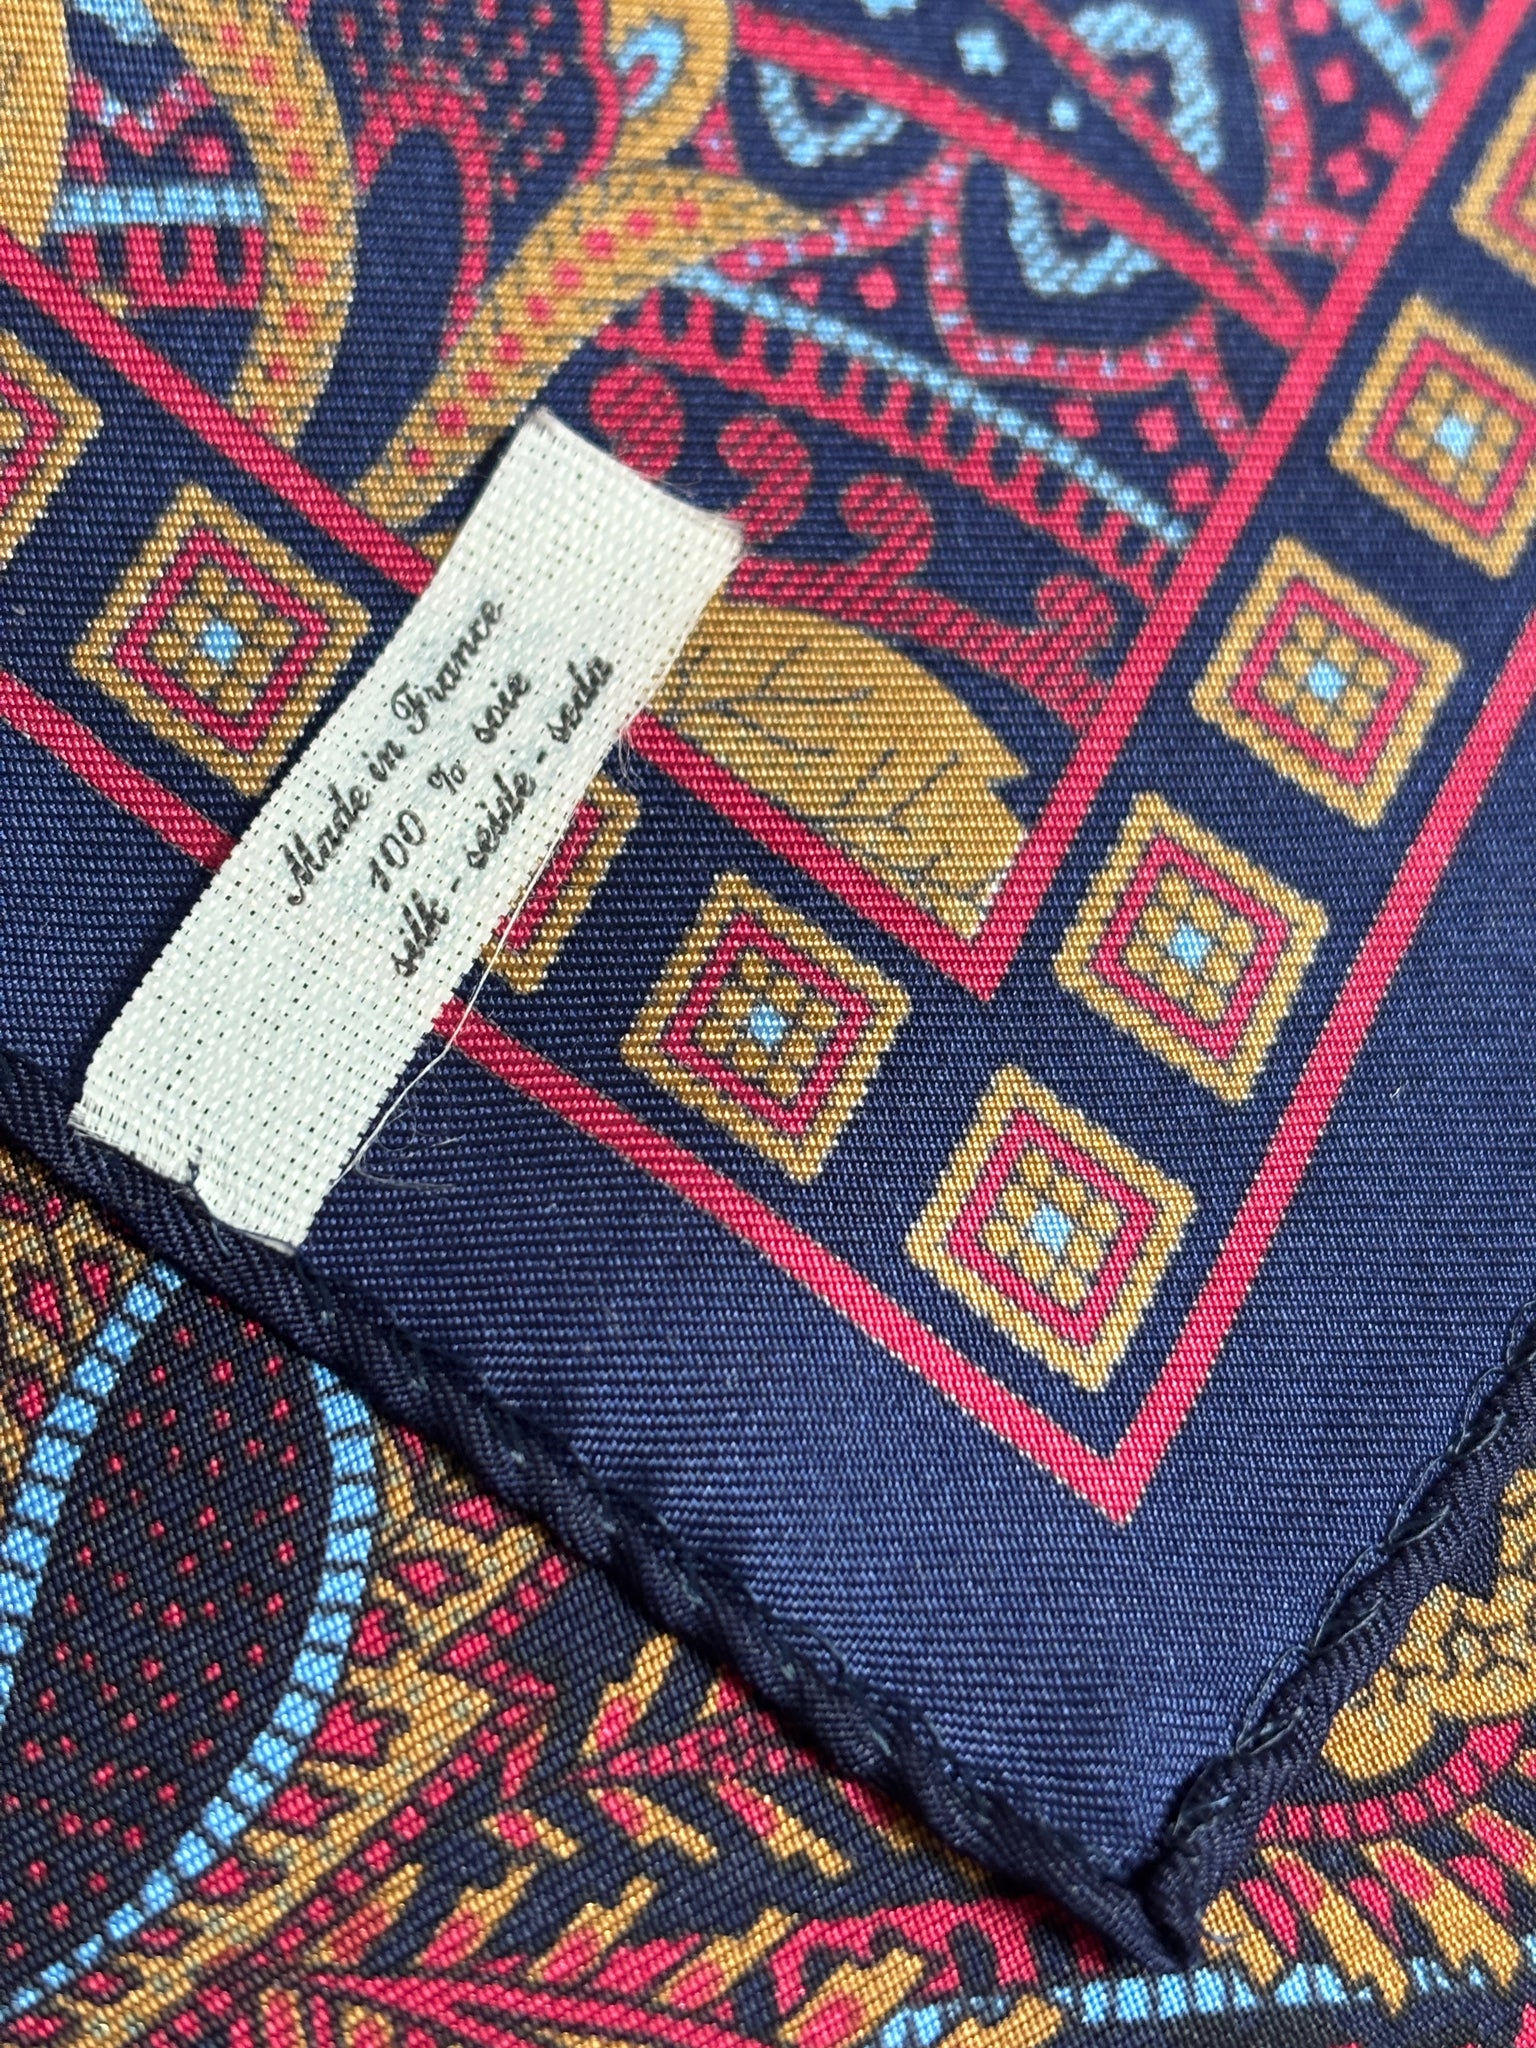 Made in France
100 % soie
silk - seide - seda